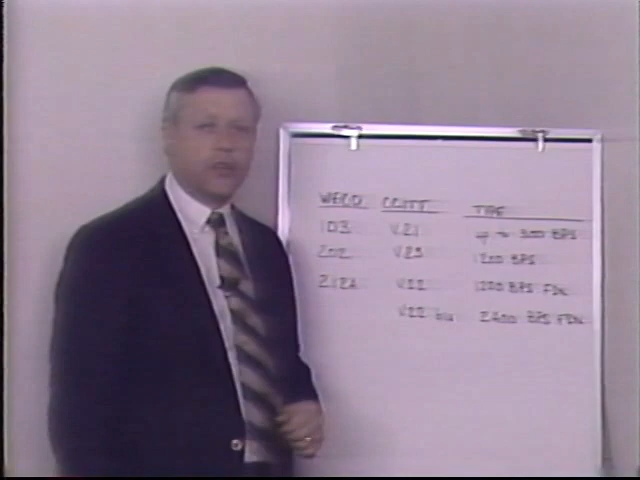 WECO CCITT TYPE
103 V.21 up to 300 BPS
202 V.23 1200 BPS
212A V.22 1200 BPS FDX
V.22 bis 2400 BPS FDX